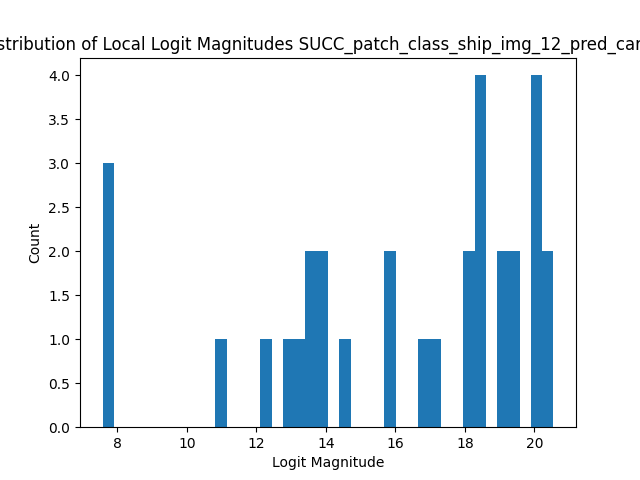 stribution of Local Logit Magnitudes SUCC_patch_class_ship_img_12_pred_car
4.0
3.5
3.0
2.5
2.0
1.5
1.0
0.5
0.0
Count
8 10 12 14 16 18 20
Logit Magnitude